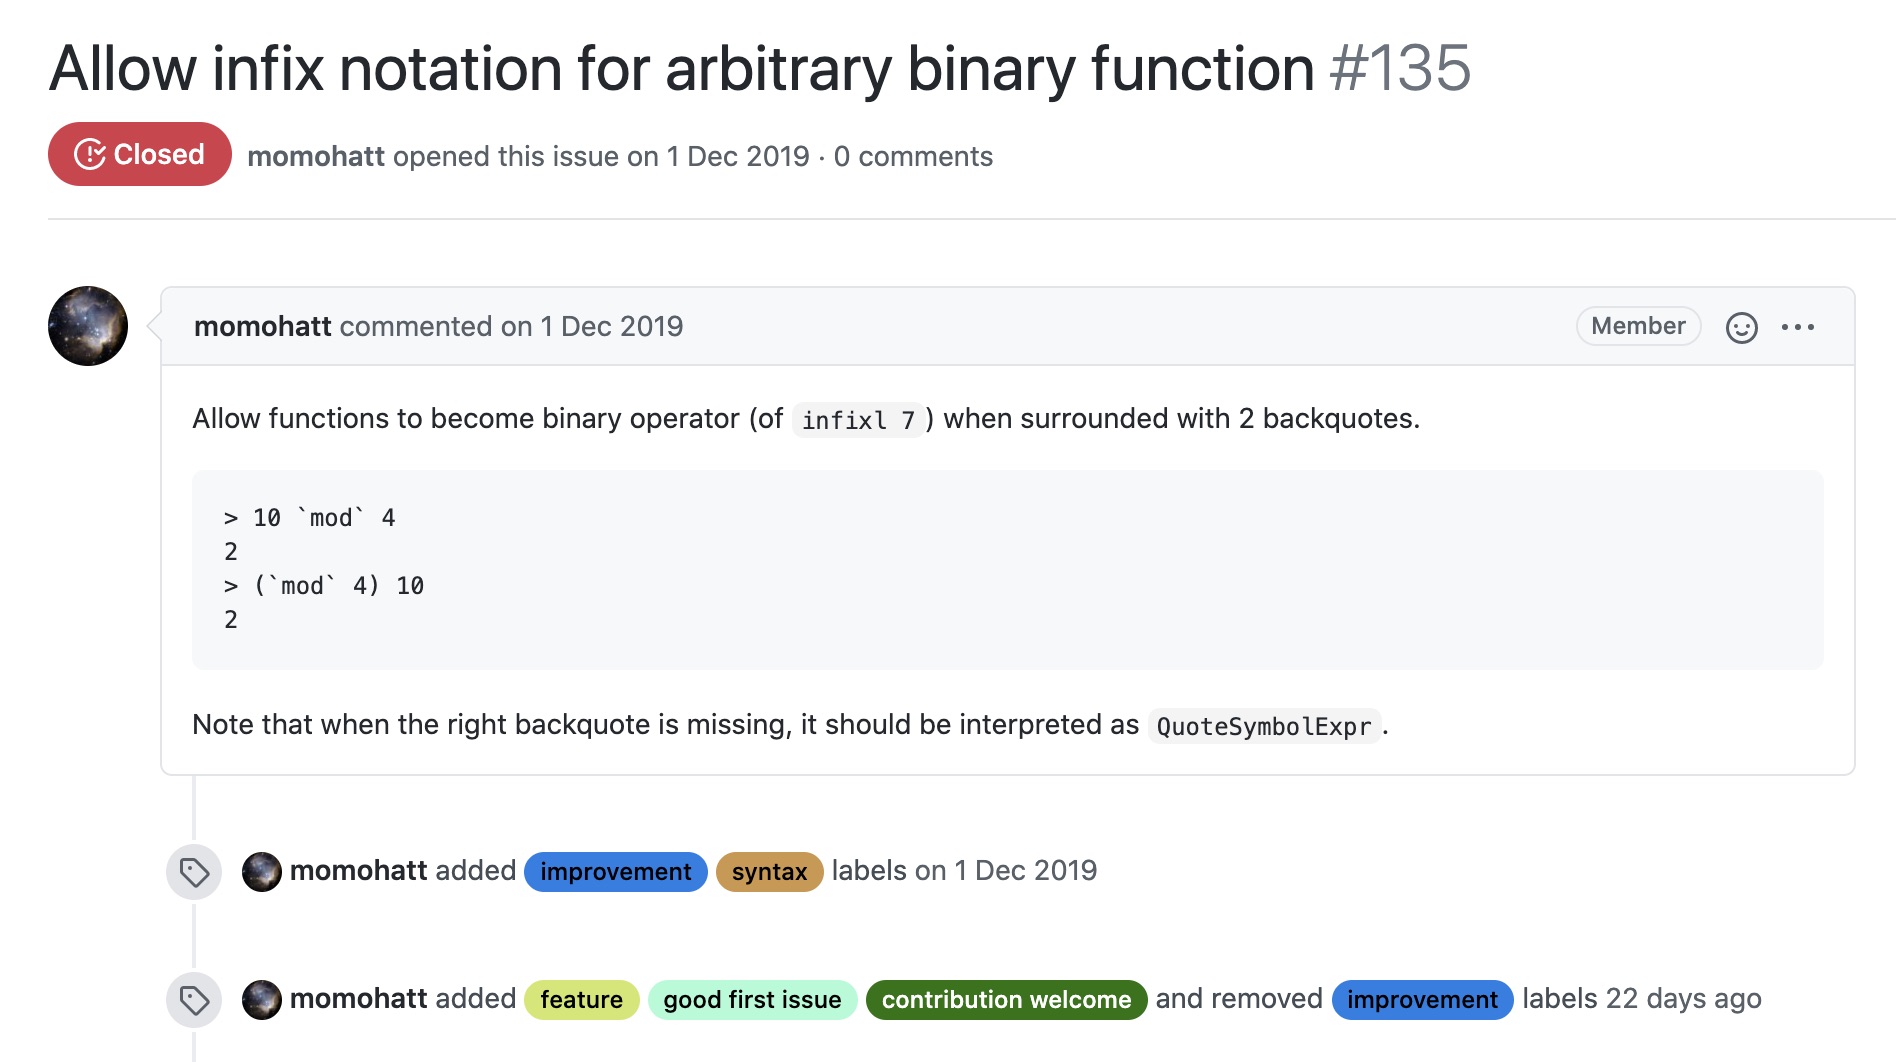 Allow infix notation for arbitrary binary function #135
Closed momohatt opened this issue on 1 Dec 2019 · 0 comments
momohatt commented on 1 Dec 2019 Member
Allow functions to become binary operator (of infixl 7) when surrounded with 2 backquotes.
> 10 `mod` 4
2
> (`mod` 4) 10
2
Note that when the right backquote is missing, it should be interpreted as QuoteSymbolExpr.
momohatt added improvement syntax labels on 1 Dec 2019
momohatt added feature good first issue contribution welcome and removed improvement labels 22 days ago